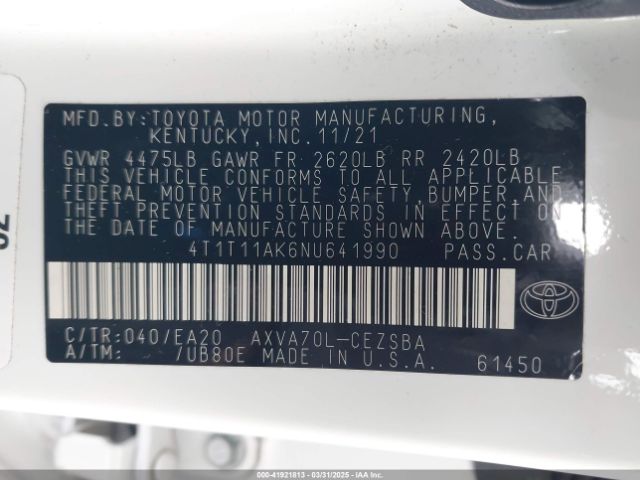 MFD.BY:TOYOTA MOTOR MANUFACTURING,
KENTUCKY,INC.11/21
GVWR 4475LB GAWR FR 2620LB RR 2420LB
THIS VEHICLE CONFORMS TO ALL APPLICABLE
FEDERAL MOTOR VEHICLE SAFETY,BUMPER,AND
THEFT PREVENTION STANDARDS IN EFFECT ON
THE DATE OF MANUFACTURE SHOWN ABOVE.
4T1T11AK6NU641990 PASS.CAR
C/TR:040/EA20 AXVA70L-CEZSBA
A/TM: /UB80E MADE IN U.S.A. 61450
000-41921813 03/31/2025 - Copyright IAA, LLC